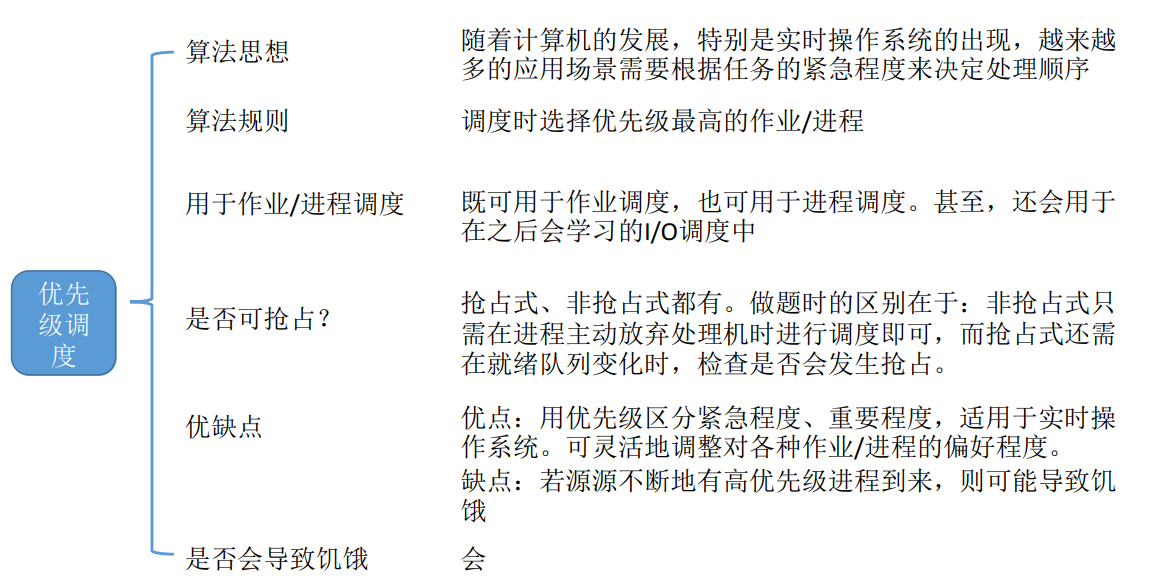 优先
级调
度
算法思想
随着计算机的发展，特别是实时操作系统的出现，越来越
多的应用场景需要根据任务的紧急程度来决定处理顺序
算法规则
调度时选择优先级最高的作业/进程
用于作业/进程调度
既可用于作业调度，也可用于进程调度。甚至，还会用于
在之后会学习的I/O调度中
是否可抢占？
抢占式、非抢占式都有。做题时的区别在于：非抢占式只
需在进程主动放弃处理机时进行调度即可，而抢占式还需
在就绪队列变化时，检查是否会发生抢占。
优缺点
优点：用优先级区分紧急程度、重要程度，适用于实时操
作系统。可灵活地调整对各种作业/进程的偏好程度。
缺点：若源源不断地有高优先级进程到来，则可能导致饥
饿
是否会导致饥饿
会